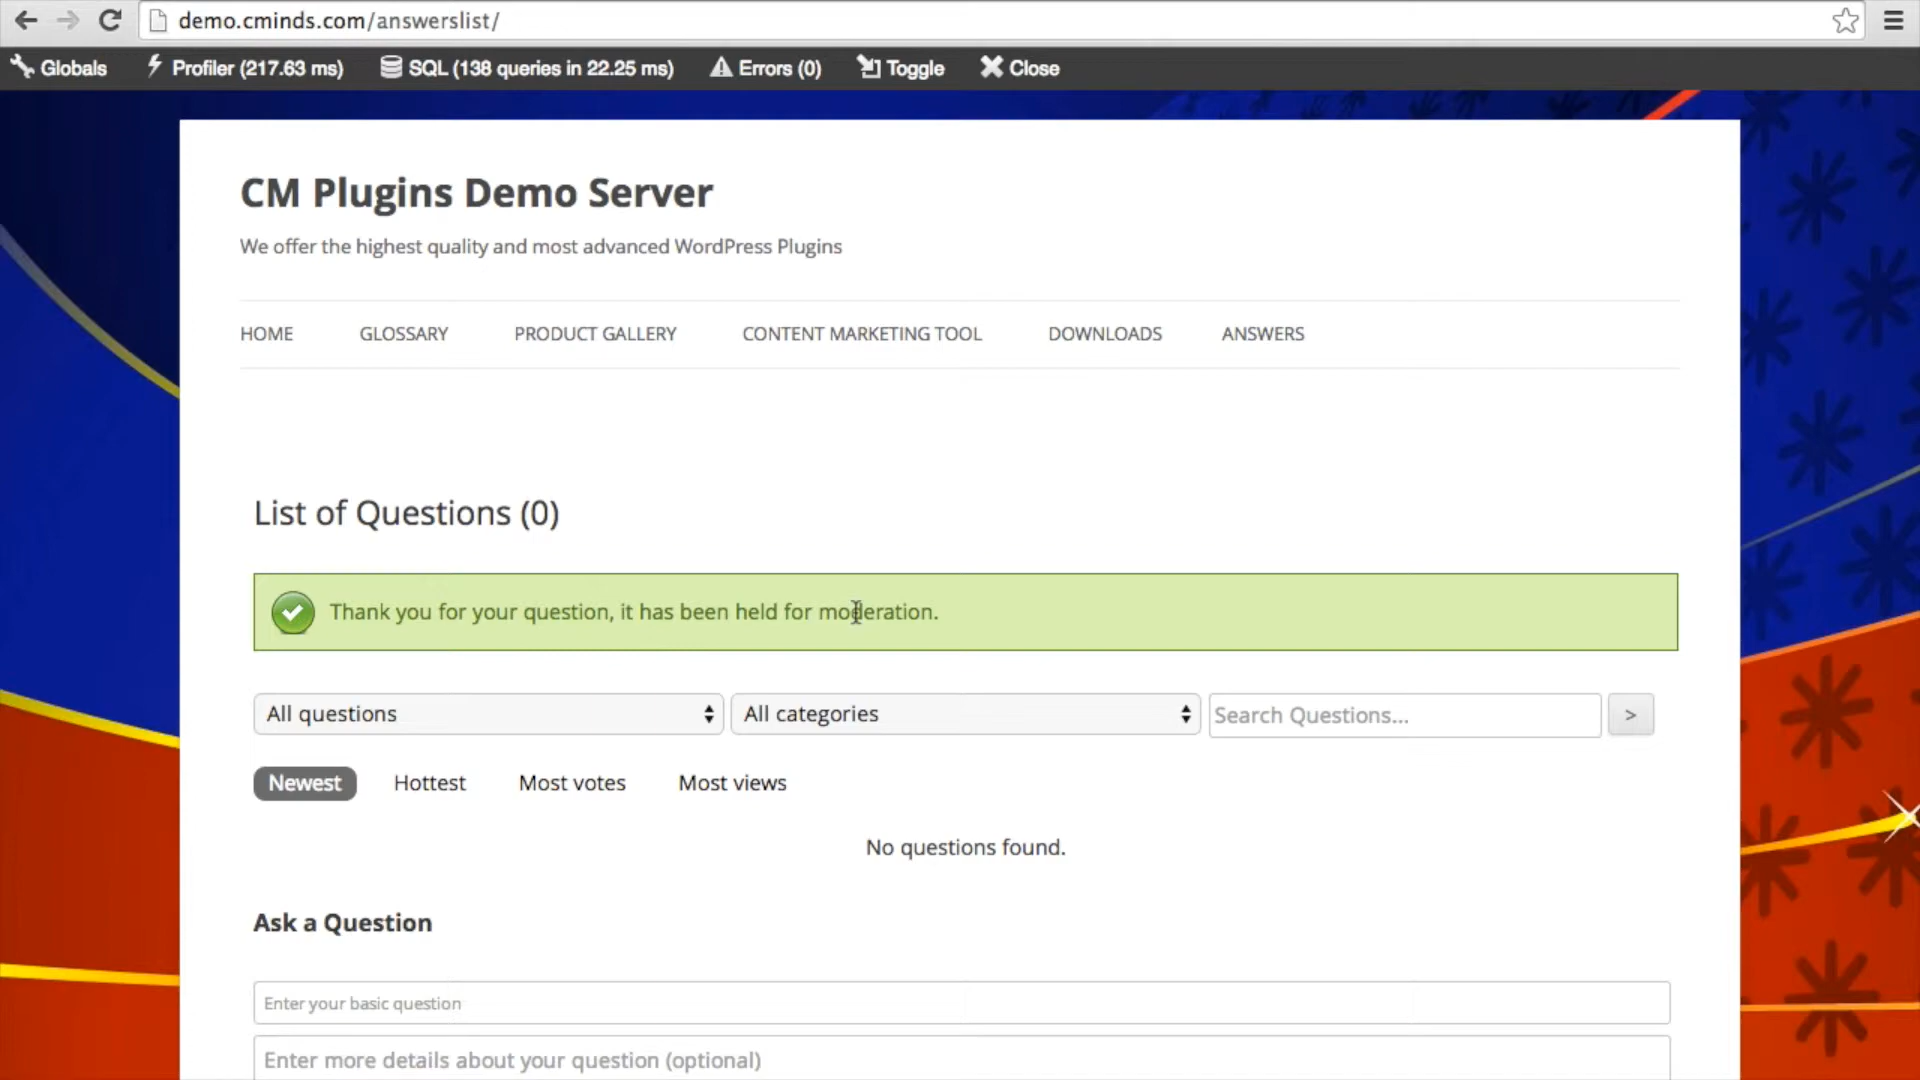 demo.cminds.com/answerslist/
Globals Profiler (217.63 ms) SQL (138 queries in 22.25 ms) Errors (0) Toggle Close
CM Plugins Demo Server
We offer the highest quality and most advanced WordPress Plugins
HOME GLOSSARY PRODUCT GALLERY CONTENT MARKETING TOOL DOWNLOADS ANSWERS
List of Questions (0)
Thank you for your question, it has been held for moderation.
All questions All categories Search Questions... >
Newest Hottest Most votes Most views
No questions found.
Ask a Question
Enter your basic question
Enter more details about your question (optional)